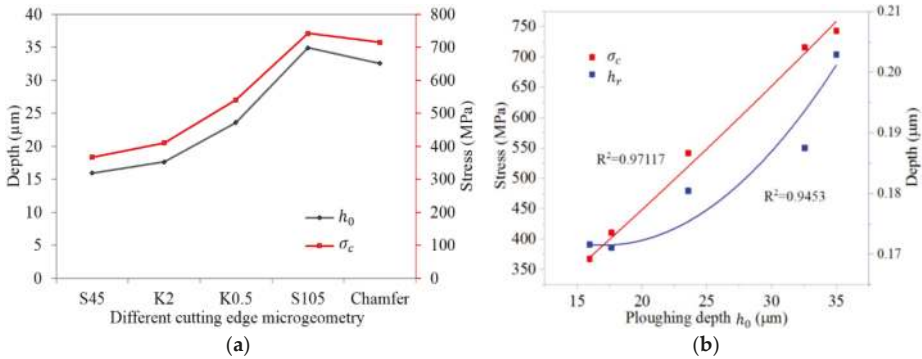 40
35
30
25
20
15
10
5
0
Depth (µm)
800
700
600
500
400
300
200
100
0
Stress (MPa)
h₀
σc
S45 K2 K0.5 S105 Chamfer
Different cutting edge microgeometry
(a)
750
700
650
600
550
500
450
400
350
Stress (MPa)
σc
hr
R²=0.97117
R²=0.9453
0.21
0.20
0.19
0.18
0.17
Depth (µm)
15 20 25 30 35
Ploughing depth h₀ (µm)
(b)